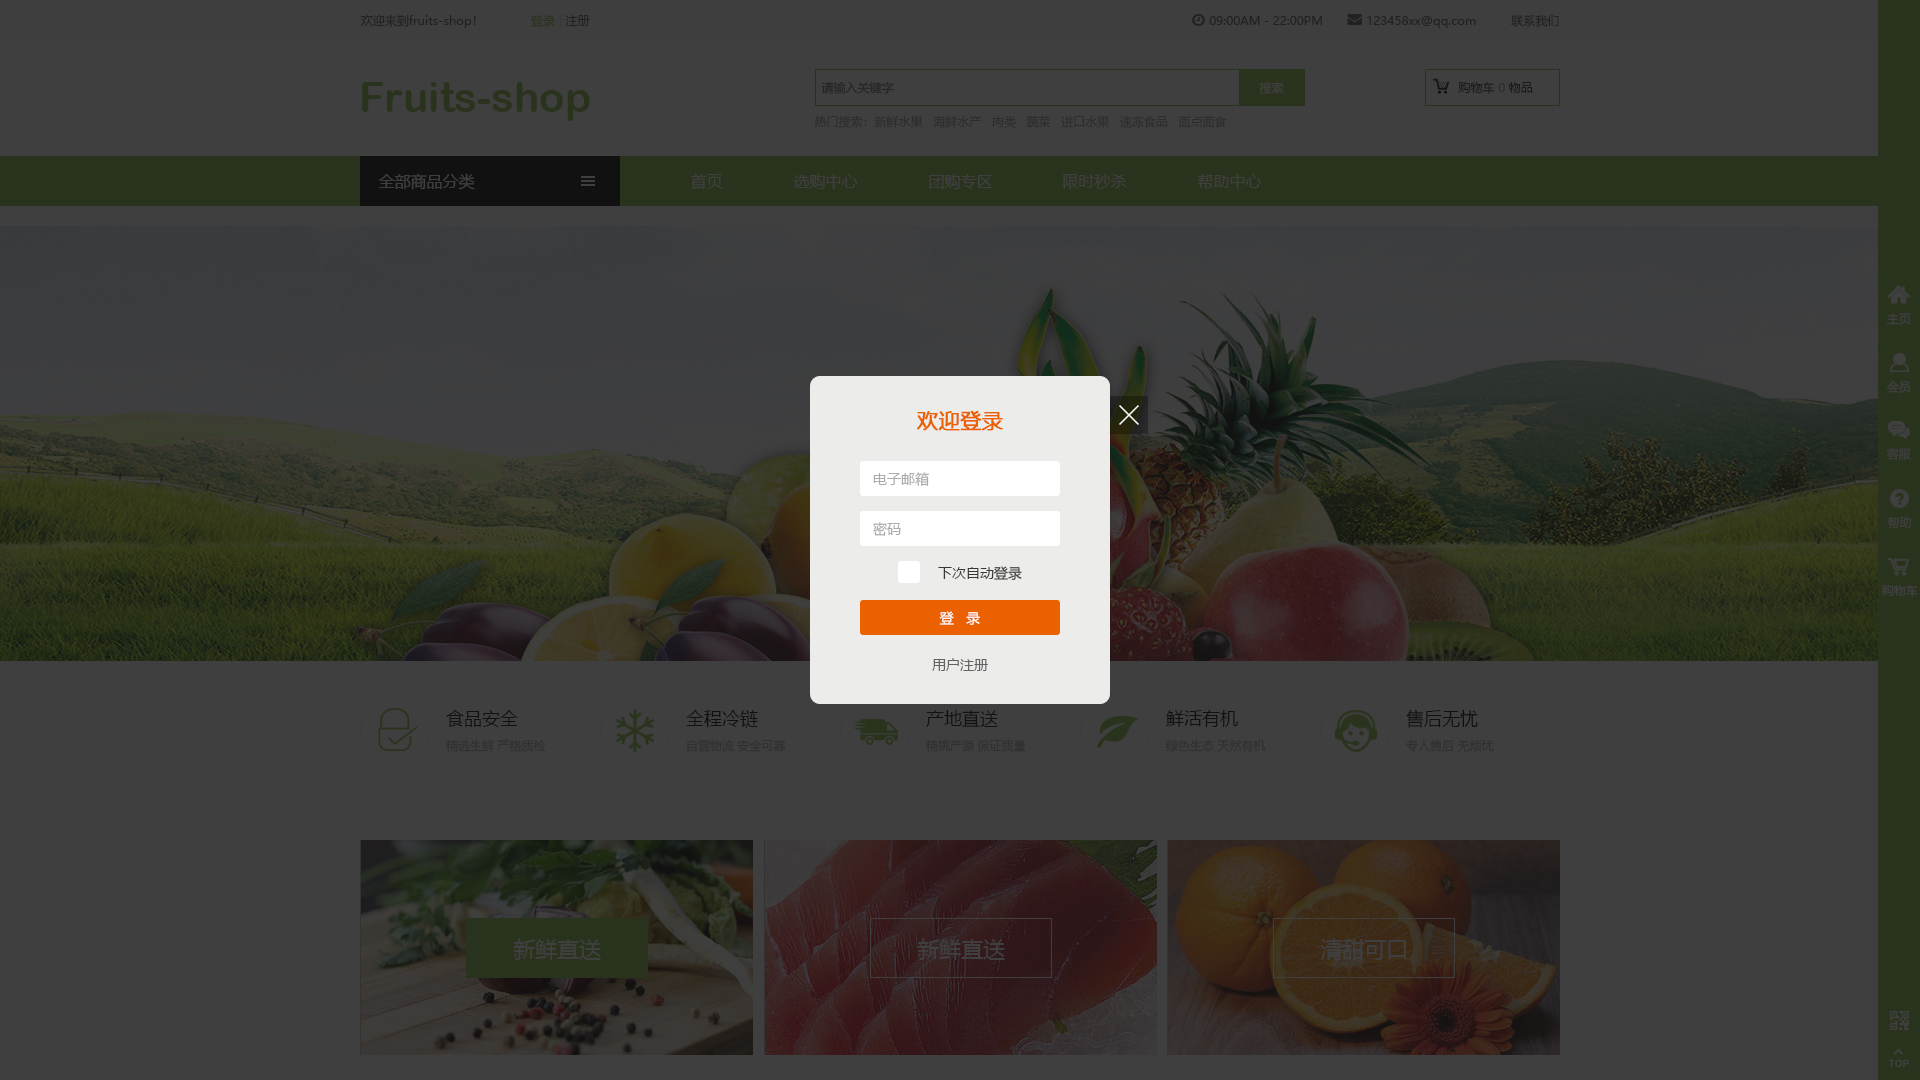 欢迎来到fruits-shop! 登录 | 注册 09:00AM - 22:00PM 123458xx@qq.com 联系我们
Fruits-shop 请输入关键字 搜索 购物车 0 物品
热门搜索: 新鲜水果 海鲜水产 肉类 蔬菜 进口水果 速冻食品 面点面食
全部商品分类 首页 选购中心 团购专区 限时秒杀 帮助中心
主页
会员
客服
帮助
购物车
欢迎登录
电子邮箱
密码
下次自动登录
登 录
用户注册
食品安全 全程冷链 产地直送 鲜活有机 售后无忧
精选生鲜 严格质检 自营物流 安全可靠 精挑产源 保证质量 绿色生态 天然有机 专人售后 无烦忧
新鲜直送 新鲜直送 清甜可口
TOP